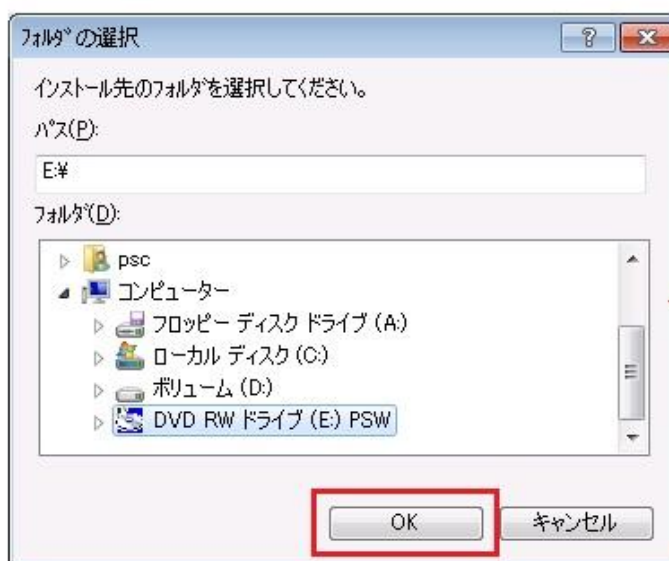 フォルダの選択
インストール先のフォルダを選択してください。
パス(P):
E:¥
フォルダ(D):
psc
コンピューター
フロッピー ディスク ドライブ (A:)
ローカル ディスク (C:)
ボリューム (D:)
DVD RW ドライブ (E:) PSW
OK キャンセル